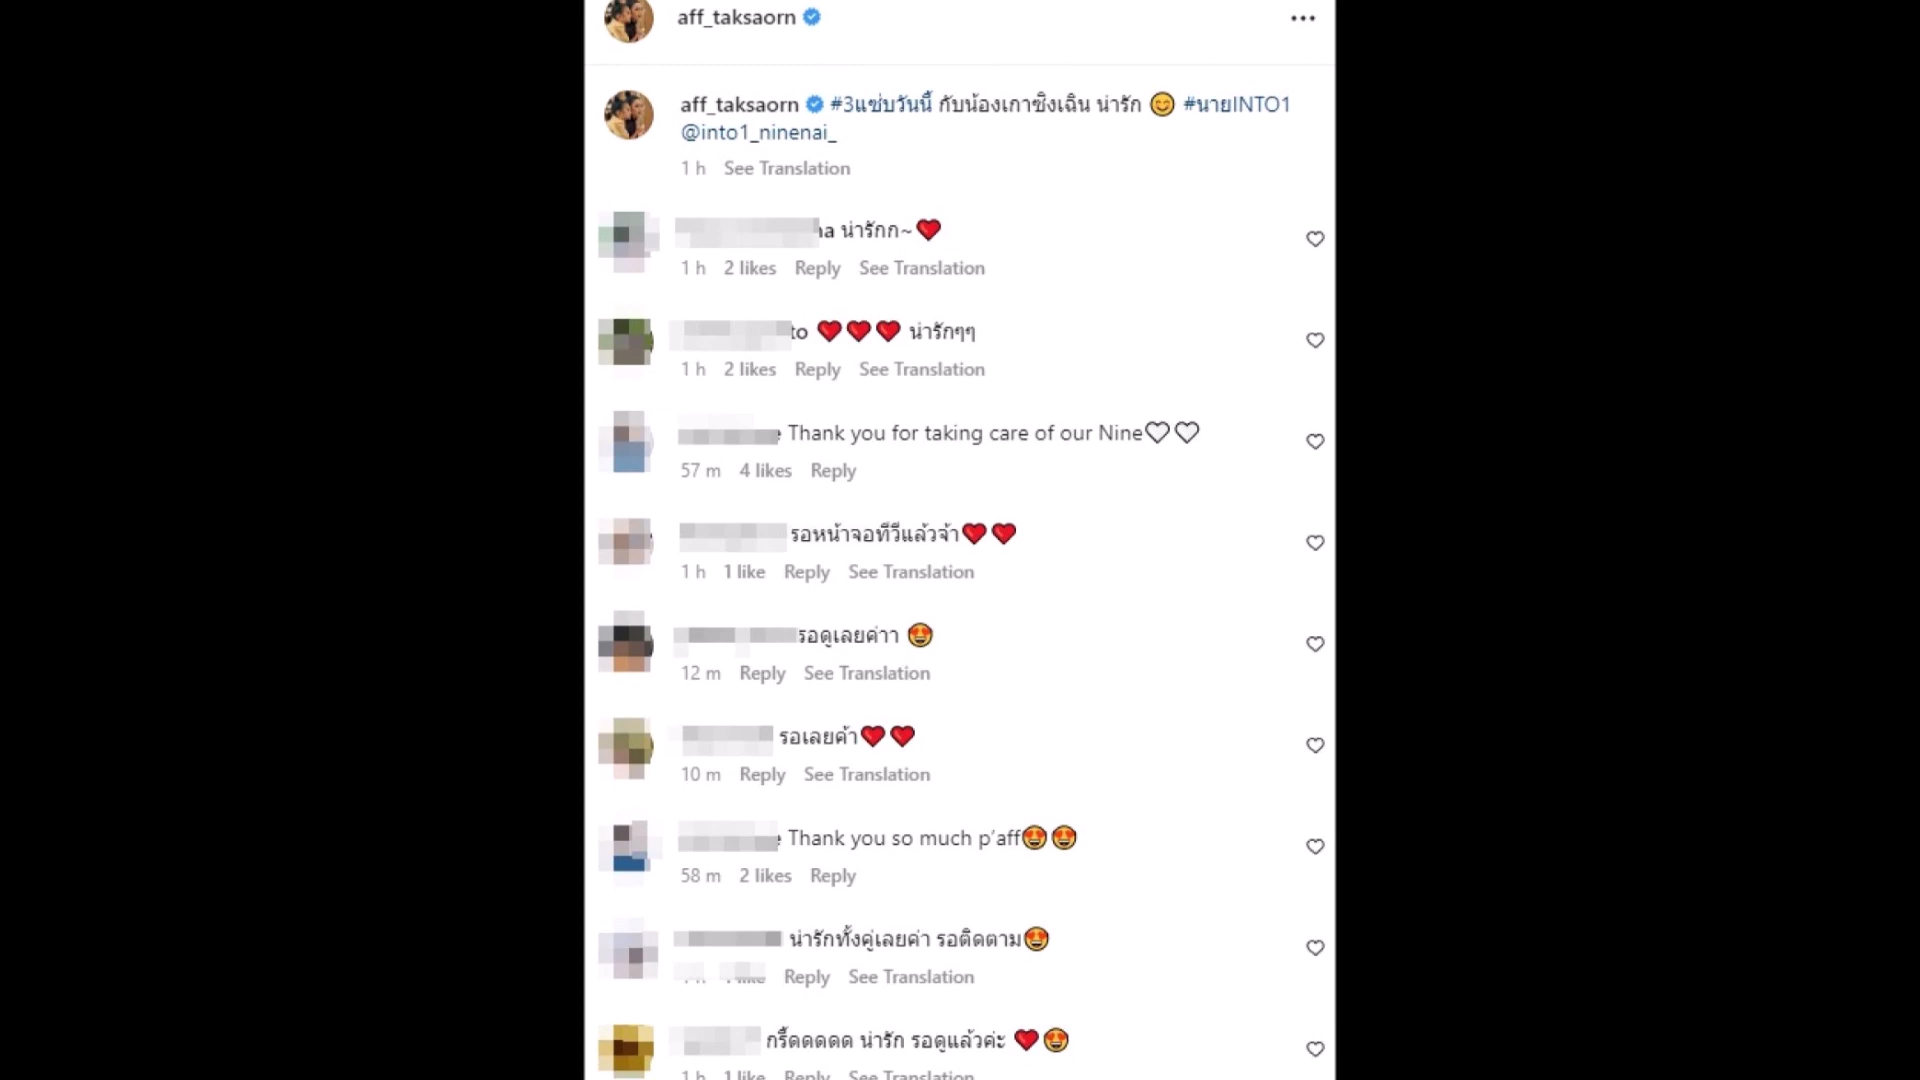 aff_taksaorn
aff_taksaorn #3แซ่บวันนี้ กับน้องเกาชิงเฉิน น่ารัก 😊 #นายINTO1
@into1_ninenai_
1 h See Translation
น่ารักก~❤️
1 h 2 likes Reply See Translation
❤️❤️❤️ น่ารักๆๆ
1 h 2 likes Reply See Translation
Thank you for taking care of our Nine♡♡
57 m 4 likes Reply
รอหน้าจอทีวีแล้วจ้า❤️❤️
1 h 1 like Reply See Translation
รอดูเลยค่าา 😍
12 m Reply See Translation
รอเลยค้า❤️❤️
10 m Reply See Translation
Thank you so much p'aff😍😍
58 m 2 likes Reply
น่ารักทั้งคู่เลยค่า รอติดตาม😍
Reply See Translation
กรี้ดดดดด น่ารัก รอดูแล้วค่ะ ❤️😍
1 h 1 like Reply See Translation